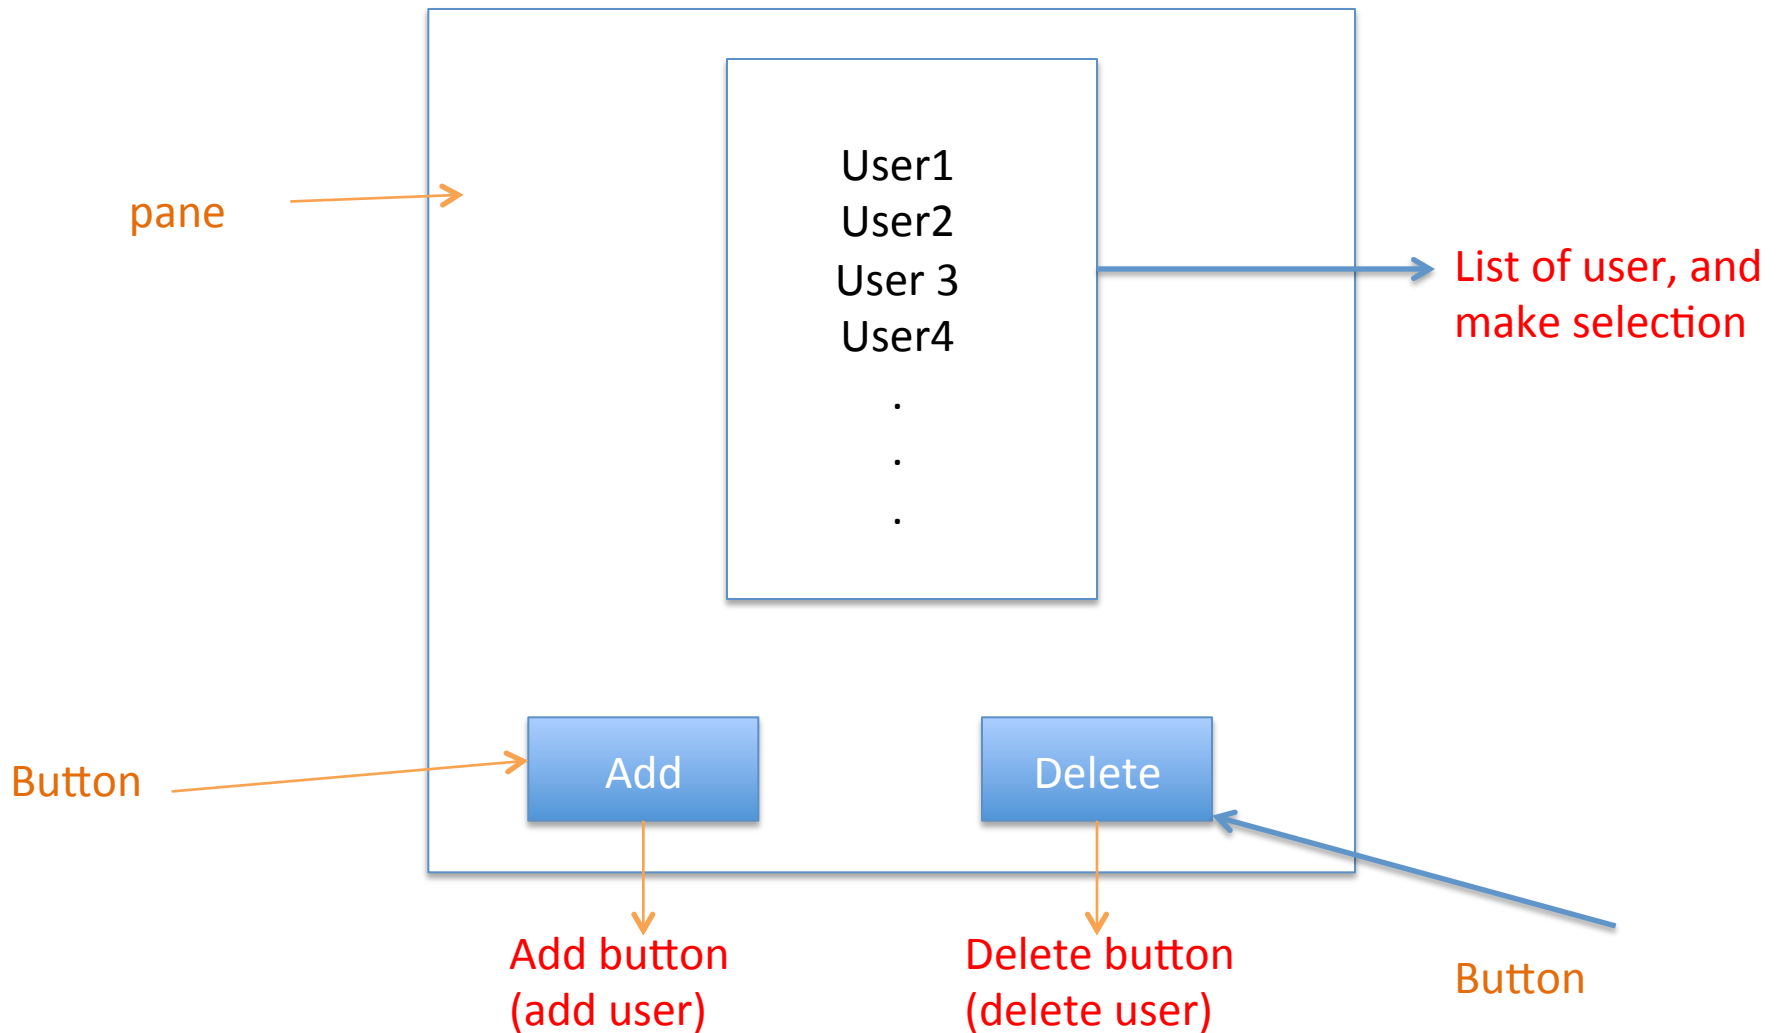 User1
User2
User 3
User4
.
.
.
pane
List of user, and
make selection
Button
Add
Delete
Add button
(add user)
Delete button
(delete user)
Button